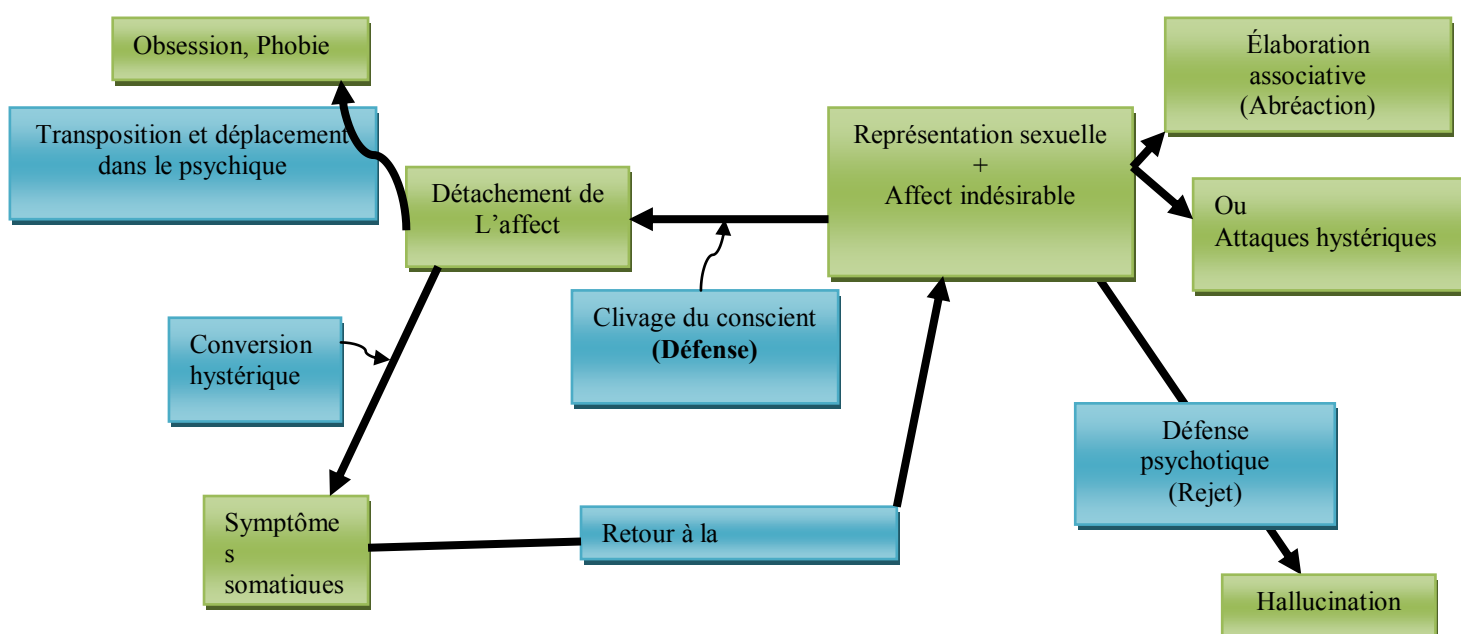 Obsession, Phobie
Transposition et déplacement
dans le psychique
Détachement de
L'affect
Représentation sexuelle
+
Affect indésirable
Élaboration
associative
(Abréaction)
Ou
Attaques hystériques
Clivage du conscient
(Défense)
Conversion
hystérique
Défense
psychotique
(Rejet)
Symptôme
s
somatiques
Retour à la
Hallucination